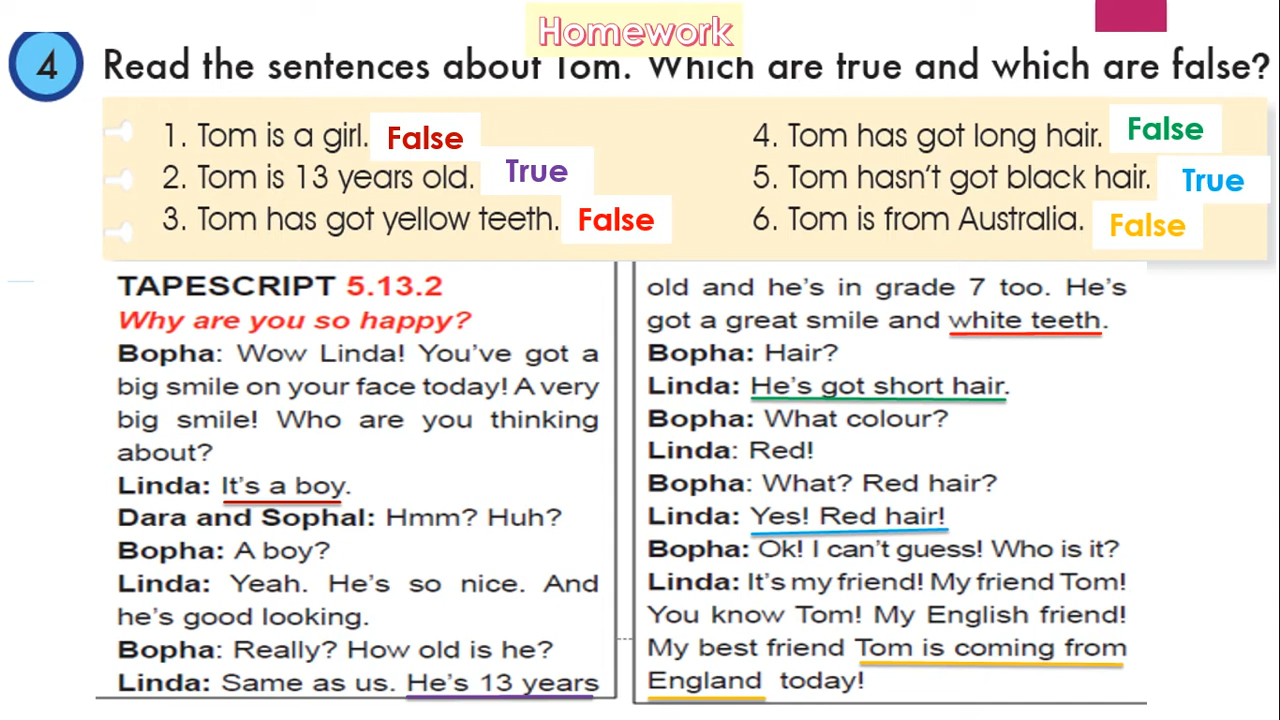 Homework
4 Read the sentences about Tom. Which are true and which are false?
1. Tom is a girl. False
2. Tom is 13 years old. True
3. Tom has got yellow teeth. False
4. Tom has got long hair. False
5. Tom hasn't got black hair. True
6. Tom is from Australia. False
TAPESCRIPT 5.13.2
Why are you so happy?
Bopha: Wow Linda! You've got a
big smile on your face today! A very
big smile! Who are you thinking
about?
Linda: It's a boy.
Dara and Sophal: Hmm? Huh?
Bopha: A boy?
Linda: Yeah. He's so nice. And
he's good looking.
Bopha: Really? How old is he?
Linda: Same as us. He's 13 years
old and he's in grade 7 too. He's
got a great smile and white teeth.
Bopha: Hair?
Linda: He's got short hair.
Bopha: What colour?
Linda: Red!
Bopha: What? Red hair?
Linda: Yes! Red hair!
Bopha: Ok! I can't guess! Who is it?
Linda: It's my friend! My friend Tom!
You know Tom! My English friend!
My best friend Tom is coming from
England today!